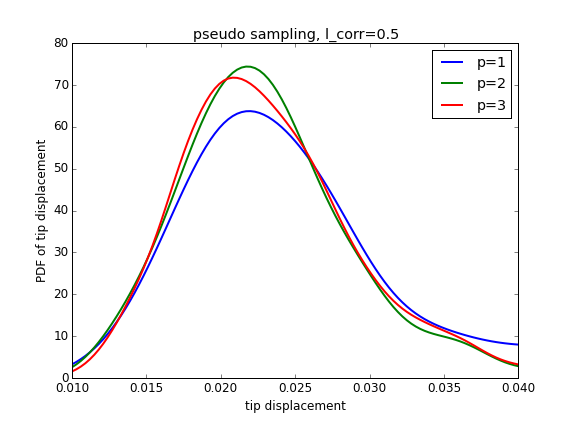 pseudo sampling, l_corr=0.5
80
70
60
50
40
30
20
10
0
PDF of tip displacement
p=1
p=2
p=3
0.010 0.015 0.020 0.025 0.030 0.035 0.040
tip displacement